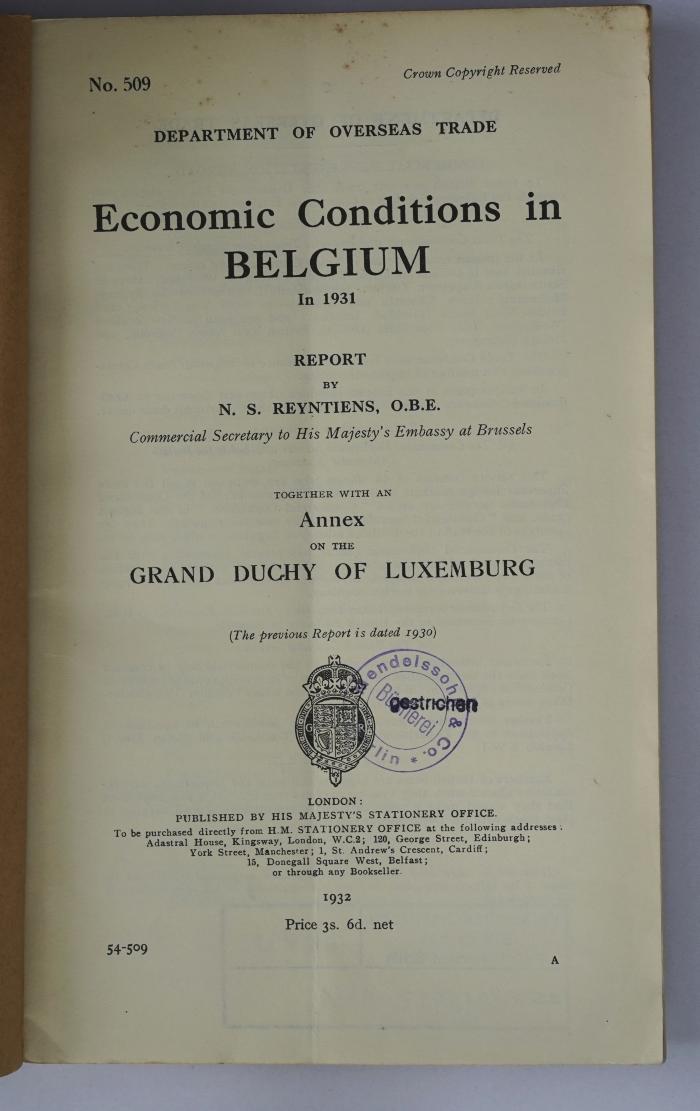 No. 509
Crown Copyright Reserved
DEPARTMENT OF OVERSEAS TRADE
Economic Conditions in
BELGIUM
In 1931
REPORT
BY
N. S. REYNTIENS, O.B.E.
Commercial Secretary to His Majesty's Embassy at Brussels
TOGETHER WITH AN
Annex
ON THE
GRAND DUCHY OF LUXEMBURG
(The previous Report is dated 1930)
endelssoh & Co. * rlin
Bücherei
gestrichen
G R
LONDON:
PUBLISHED BY HIS MAJESTY'S STATIONERY OFFICE.
To be purchased directly from H.M. STATIONERY OFFICE at the following addresses:
Adastral House, Kingsway, London, W.C.2; 120, George Street, Edinburgh;
York Street, Manchester; 1, St. Andrew's Crescent, Cardiff;
15, Donegall Square West, Belfast;
or through any Bookseller.
1932
Price 3s. 6d. net
54-509
A